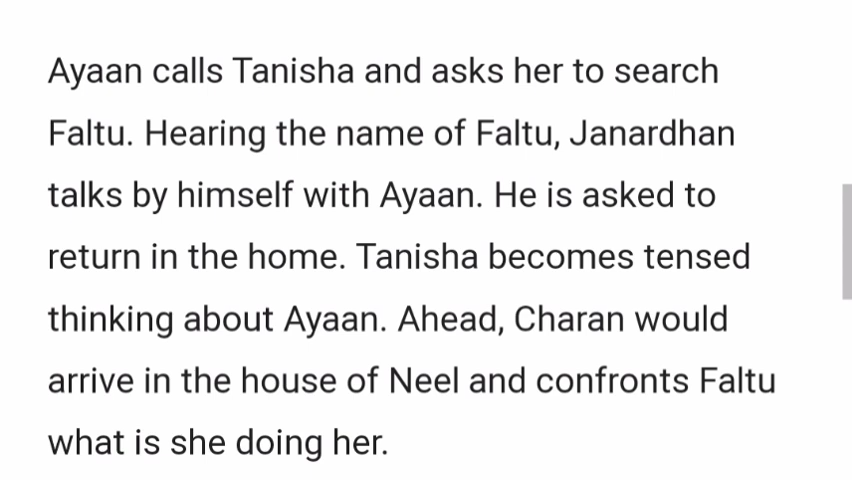 Ayaan calls Tanisha and asks her to search
Faltu. Hearing the name of Faltu, Janardhan
talks by himself with Ayaan. He is asked to
return in the home. Tanisha becomes tensed
thinking about Ayaan. Ahead, Charan would
arrive in the house of Neel and confronts Faltu
what is she doing her.